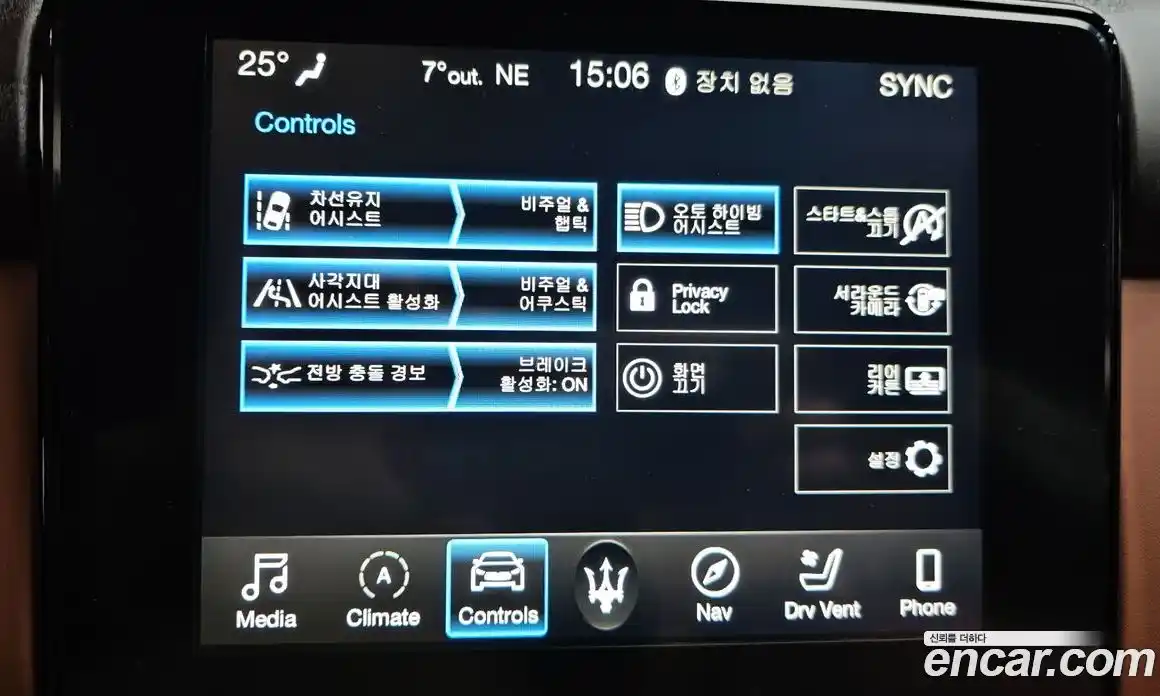 25° 7°out. NE 15:06 장치 없음 SYNC
Controls
차선유지
어시스트
비주얼 &
햅틱
오토 하이빔
어시스트
스타트&스톱
끄기
사각지대
어시스트 활성화
비주얼 &
어쿠스틱
Privacy
Lock
서라운드
카메라
전방 충돌 경보
브레이크
활성화: ON
화면
끄기
리어
커튼
설정
Media Climate Controls Nav Drv Vent Phone
신뢰를 더하다
encar.com